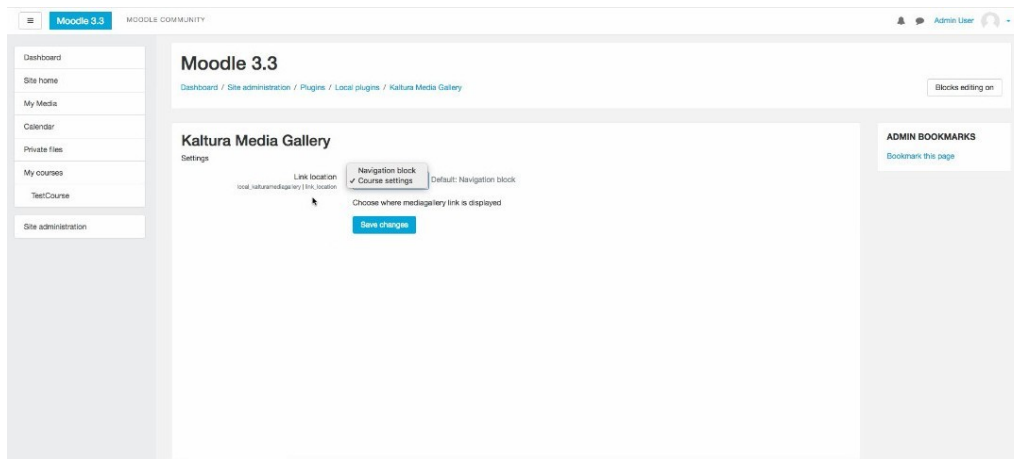 Moodle 3.3
MOODLE COMMUNITY
Admin User
Dashboard
Site home
My Media
Calendar
Private files
My courses
TestCourse
Site administration
Moodle 3.3
Dashboard / Site administration / Plugins / Local plugins / Kaltura Media Gallery
Blocks editing on
Kaltura Media Gallery
Settings
Link location
local_kalturamediagallery | link_location
Navigation block
✓ Course settings
Default: Navigation block
Choose where mediagallery link is displayed
Save changes
ADMIN BOOKMARKS
Bookmark this page